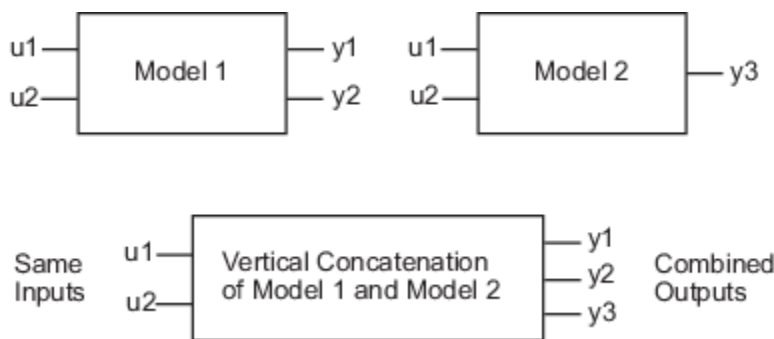 u1
u2
Model 1
y1
y2
u1
u2
Model 2
y3
Same
Inputs
u1
u2
Vertical Concatenation
of Model 1 and Model 2
y1
y2
y3
Combined
Outputs